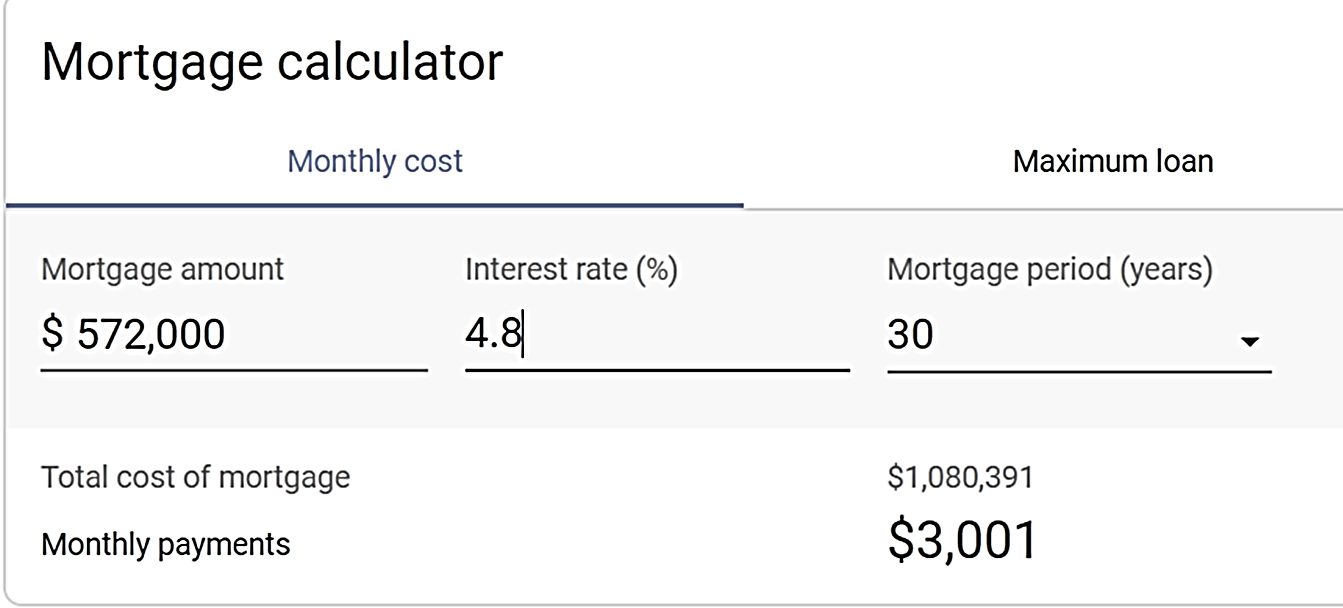 Mortgage calculator
Monthly cost Maximum loan
Mortgage amount Interest rate (%) Mortgage period (years)
$ 572,000 4.8 30
Total cost of mortgage $1,080,391
Monthly payments $3,001